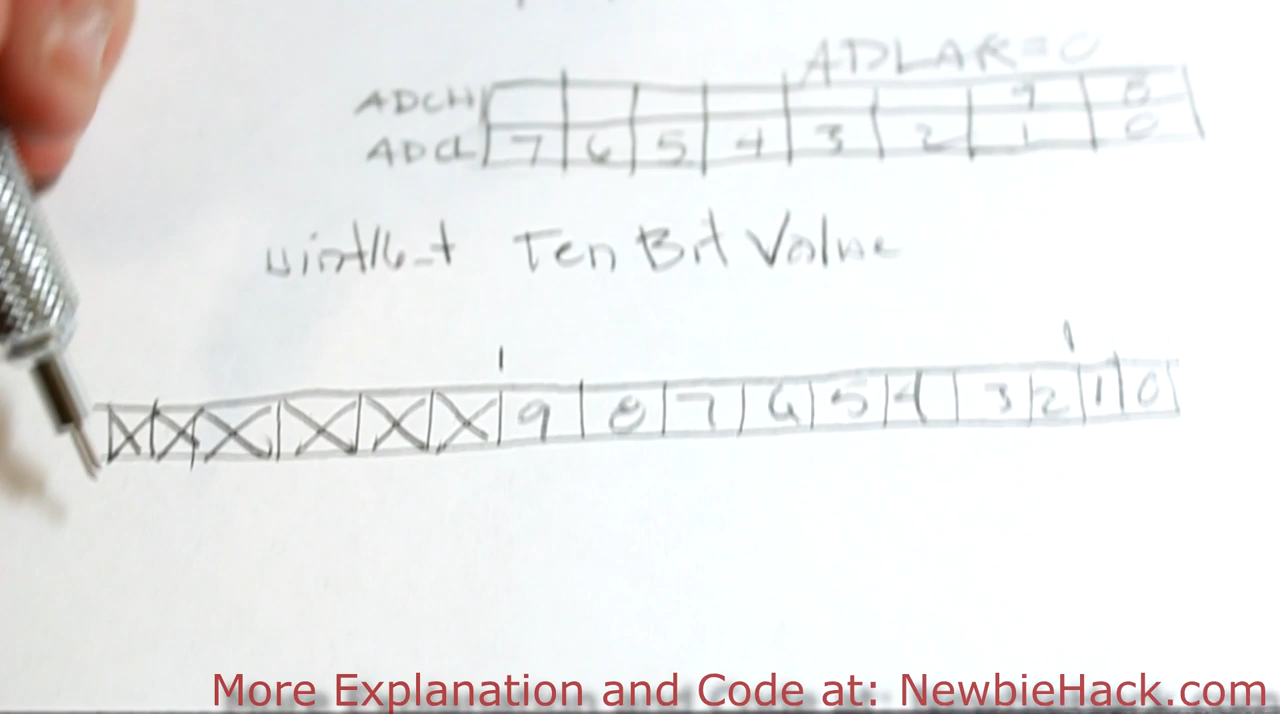 ADLAR=0
ADCH 9 8
ADCL 7 6 5 4 3 2 1 0
uint16_t Ten Bit Value
X X X X X X 9 8 7 6 5 4 3 2 1 0
More Explanation and Code at: NewbieHack.com